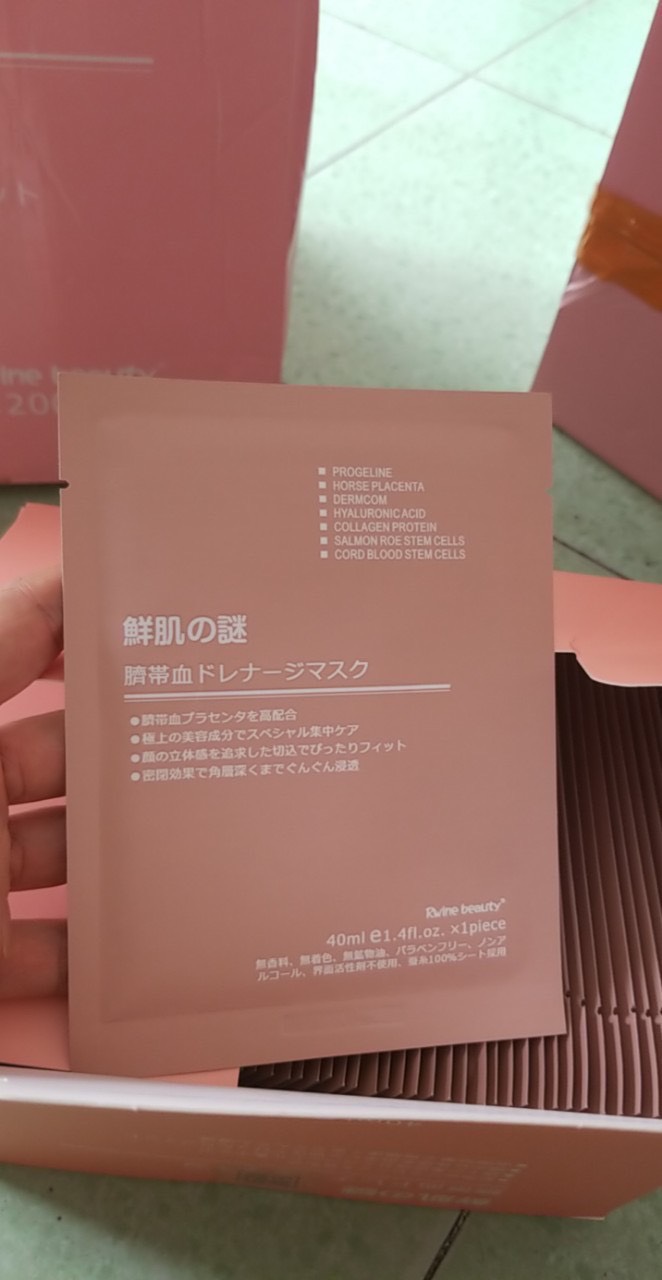 ■ PROGELINE
■ HORSE PLACENTA
■ DERMCOM
■ HYALURONIC ACID
■ COLLAGEN PROTEIN
■ SALMON ROE STEM CELLS
■ CORD BLOOD STEM CELLS
鮮肌の謎
臍帯血ドレナージマスク
●臍帯血プラセンタを高配合
●極上の美容成分でスペシャル集中ケア
●顔の立体感を追求した切込でぴったりフィット
●密閉効果で角層深くまでぐんぐん浸透
Rwine beauty
40ml e1.4fl.oz. ×1piece
無香料、無着色、無鉱物油、パラベンフリー、ノンア
ルコール、界面活性剤不使用、蚕糸100%シート採用